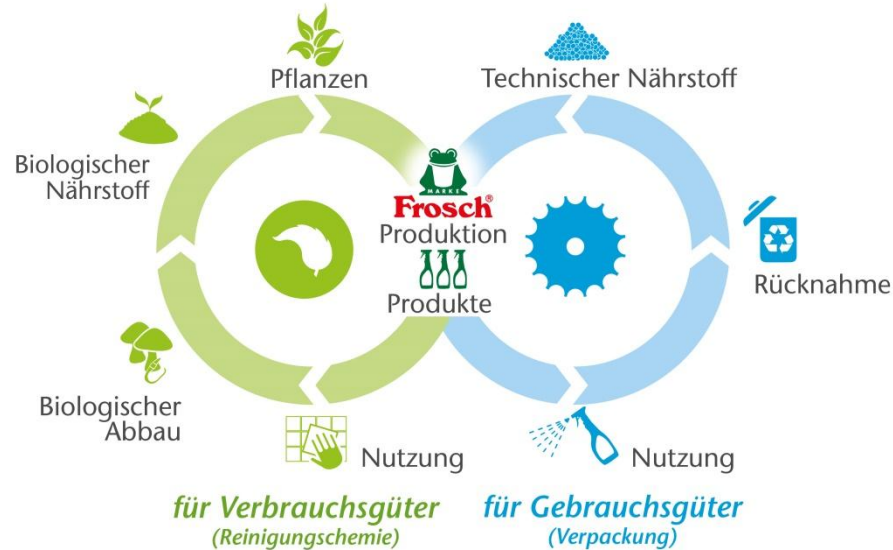 Pflanzen
Technischer Nährstoff
Biologischer
Nährstoff
MARKE
Frosch®
Produktion
Produkte
Rücknahme
Biologischer
Abbau
Nutzung
Nutzung
für Verbrauchsgüter
(Reinigungschemie)
für Gebrauchsgüter
(Verpackung)